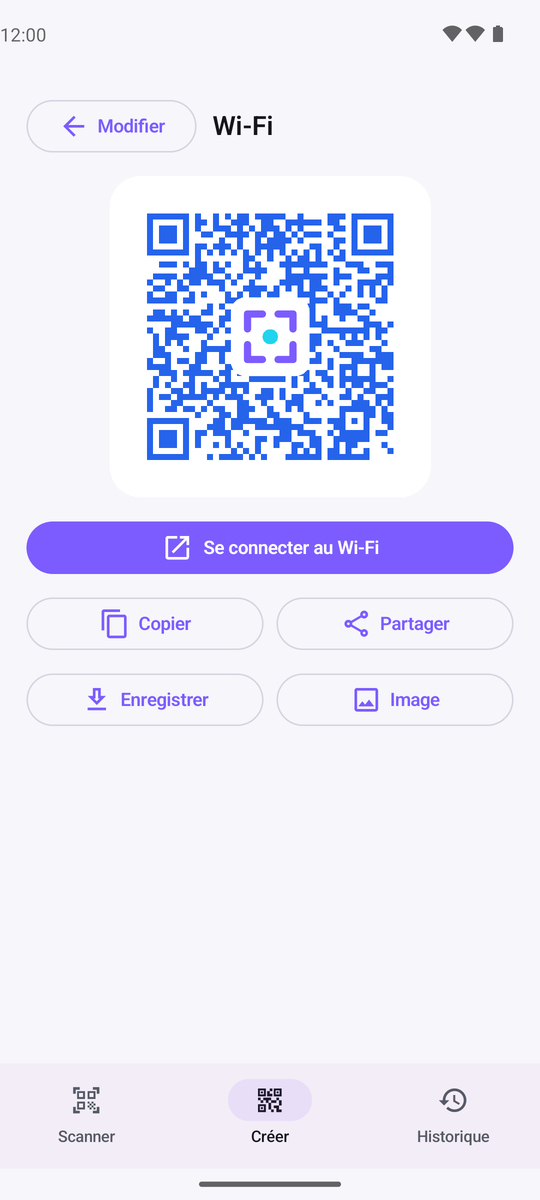 12:00
Modifier
Wi-Fi
Se connecter au Wi-Fi
Copier
Partager
Enregistrer
Image
Scanner
Créer
Historique